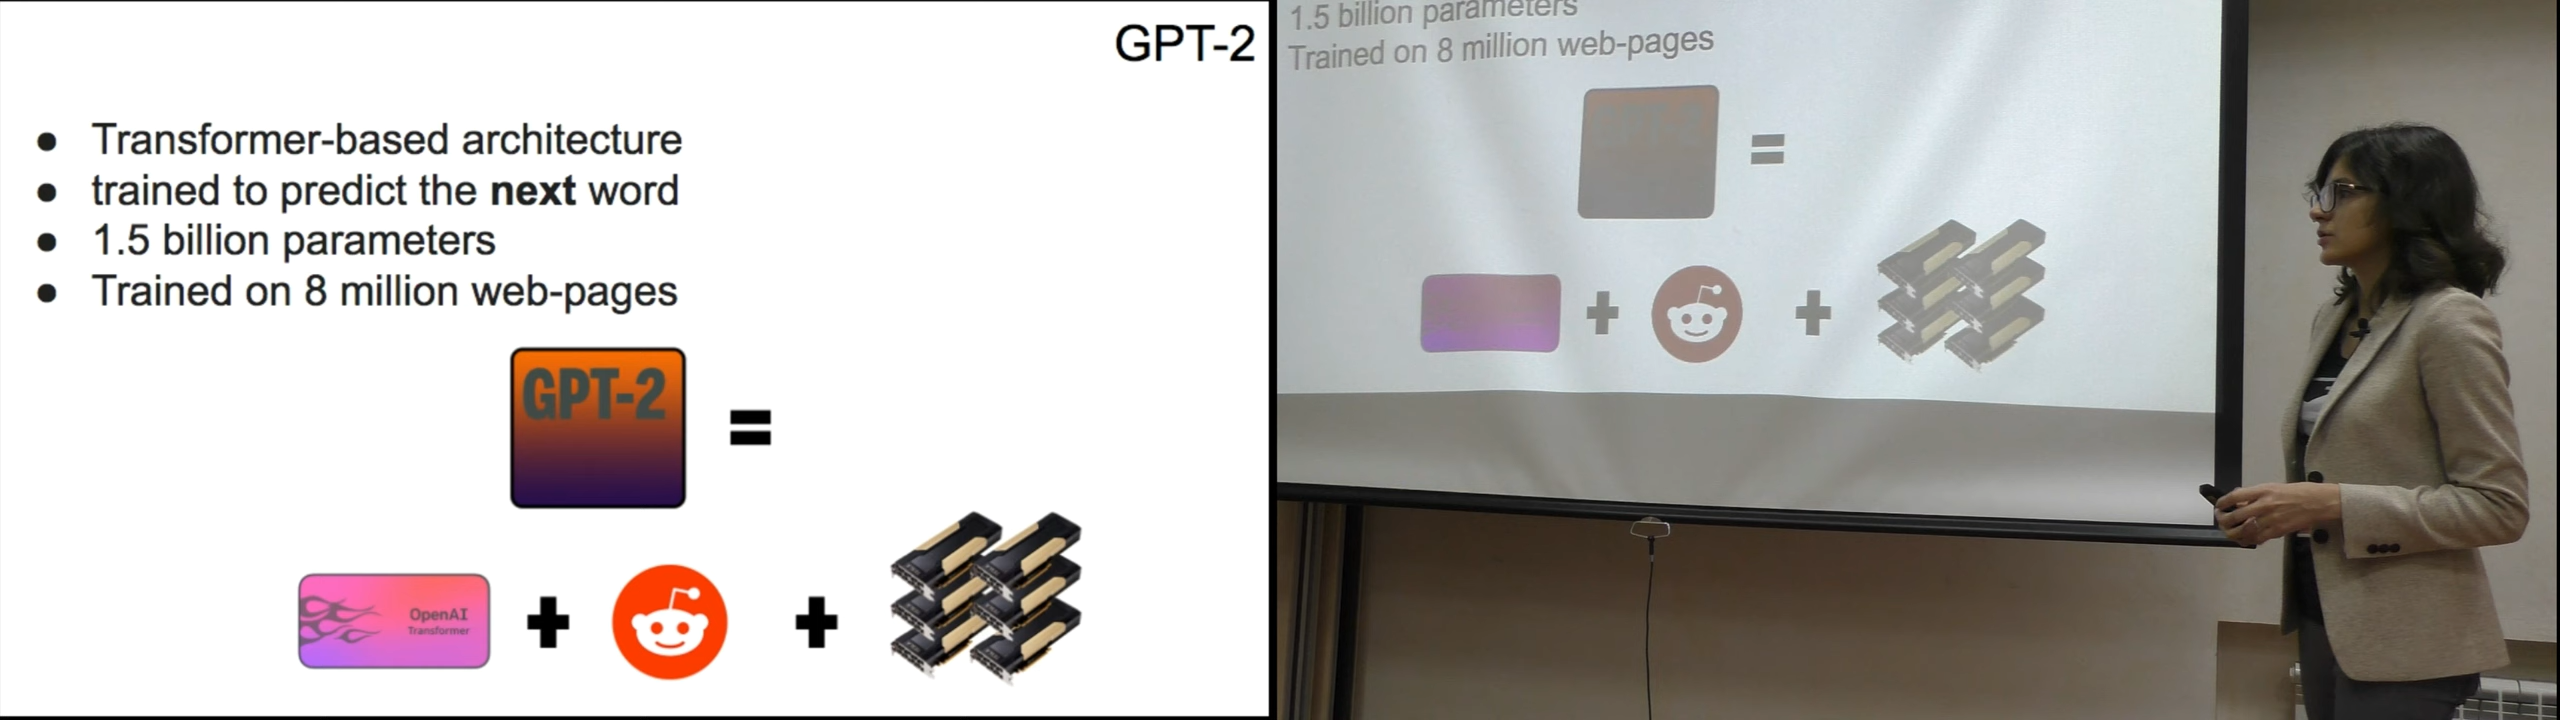 GPT-2
● Transformer-based architecture
● trained to predict the next word
● 1.5 billion parameters
● Trained on 8 million web-pages
GPT-2
=
OpenAI
Transformer
+
+
1.5 billion parameters
Trained on 8 million web-pages
=
+
+